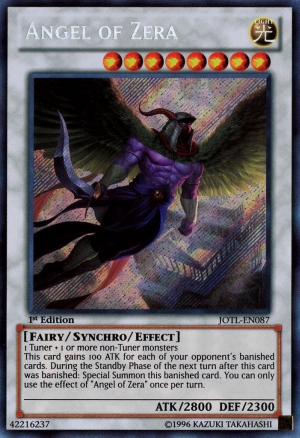 ANGEL OF ZERA
LIGHT
光
1st Edition
JOTL-EN087
[FAIRY/SYNCHRO/EFFECT]
1 Tuner + 1 or more non-Tuner monsters
This card gains 100 ATK for each of your opponent's banished
cards. During the Standby Phase of the next turn after this card
was banished: Special Summon this banished card. You can only
use the effect of "Angel of Zera" once per turn.
ATK/2800 DEF/2300
42216237
©1996 KAZUKI TAKAHASHI